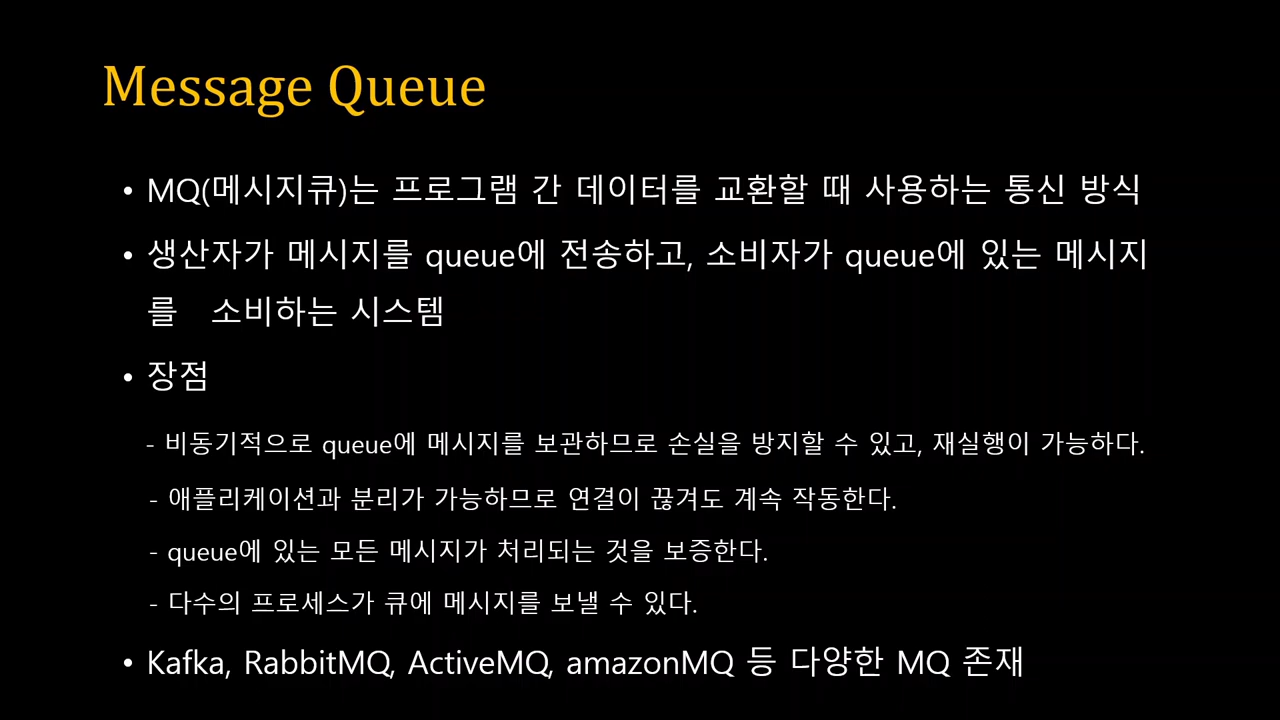 Message Queue
• MQ(메시지큐)는 프로그램 간 데이터를 교환할 때 사용하는 통신 방식
• 생산자가 메시지를 queue에 전송하고, 소비자가 queue에 있는 메시지
를 소비하는 시스템
• 장점
- 비동기적으로 queue에 메시지를 보관하므로 손실을 방지할 수 있고, 재실행이 가능하다.
- 애플리케이션과 분리가 가능하므로 연결이 끊겨도 계속 작동한다.
- queue에 있는 모든 메시지가 처리되는 것을 보증한다.
- 다수의 프로세스가 큐에 메시지를 보낼 수 있다.
• Kafka, RabbitMQ, ActiveMQ, amazonMQ 등 다양한 MQ 존재